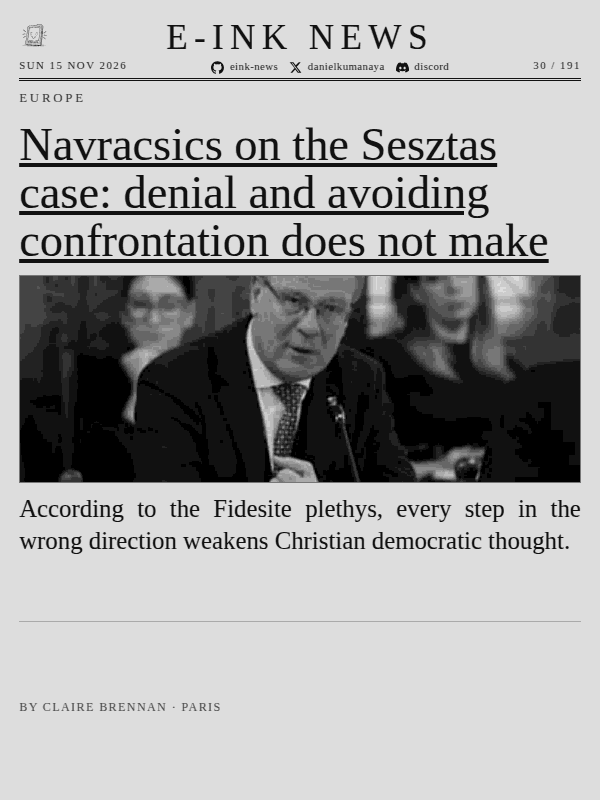 E-INK NEWS
SUN 15 NOV 2026
eink-news danielkumanaya discord
30 / 191
EUROPE
Navracsics on the Sesztas
case: denial and avoiding
confrontation does not make
According to the Fidesite plethys, every step in the
wrong direction weakens Christian democratic thought.
BY CLAIRE BRENNAN · PARIS